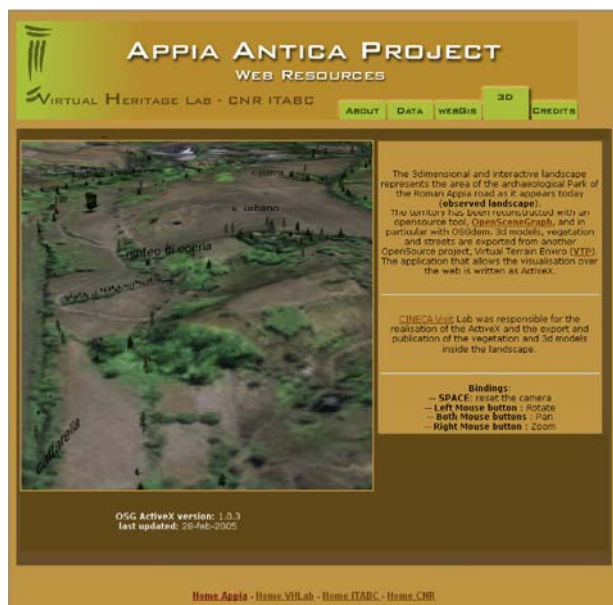 APPIA ANTICA PROJECT
WEB RESOURCES
VIRTUAL HERITAGE LAB - CNR ITABC
ABOUT
DATA
WEBGIS
3D
CREDITS
s. urbano
ninfeo di egeria
caffarella
The 3dimensional and interactive landscape
represents the area of the archaeological Park of
the Roman Appia road as it appears today
(observed landscape).
The territory has been reconstructed with an
opensource tool, OpenSceneGraph, and in
particular with OSGdem. 3d models, vegetation
and streets are exported from another
OpenSource project, Virtual Terrain Enviro (VTP).
The application that allows the visualisation over
the web is written as ActiveX.
CINECA Visit Lab was responsible for the
realisation of the ActiveX and the export and
publication of the vegetation and 3d models
inside the landscape.
Bindings:
-- SPACE: reset the camera
-- Left Mouse button : Rotate
-- Both Mouse buttons : Pan
-- Right Mouse button : Zoom
OSG ActiveX version: 1.0.3
last updated: 28-feb-2005
Home Appia - Home VHLab - Home ITABC - Home CNR